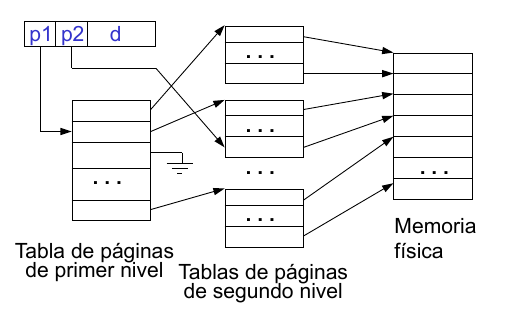 p1 p2 d
. . .
. . .
. . .
. . .
. . .
. . .
Tabla de páginas
de primer nivel
Tablas de páginas
de segundo nivel
Memoria
física